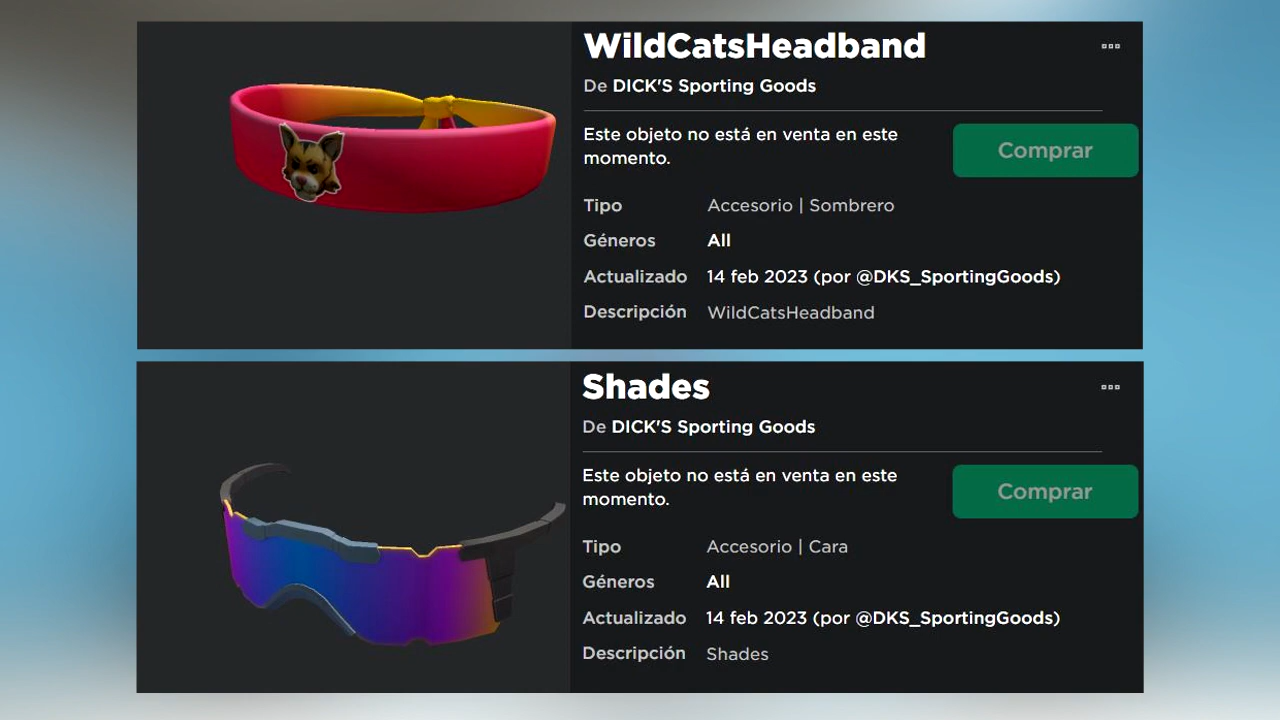 WildCatsHeadband
De DICK'S Sporting Goods
Este objeto no está en venta en este
momento.
Comprar
Tipo Accesorio | Sombrero
Géneros All
Actualizado 14 feb 2023 (por @DKS_SportingGoods)
Descripción WildCatsHeadband
Shades
De DICK'S Sporting Goods
Este objeto no está en venta en este
momento.
Comprar
Tipo Accesorio | Cara
Géneros All
Actualizado 14 feb 2023 (por @DKS_SportingGoods)
Descripción Shades